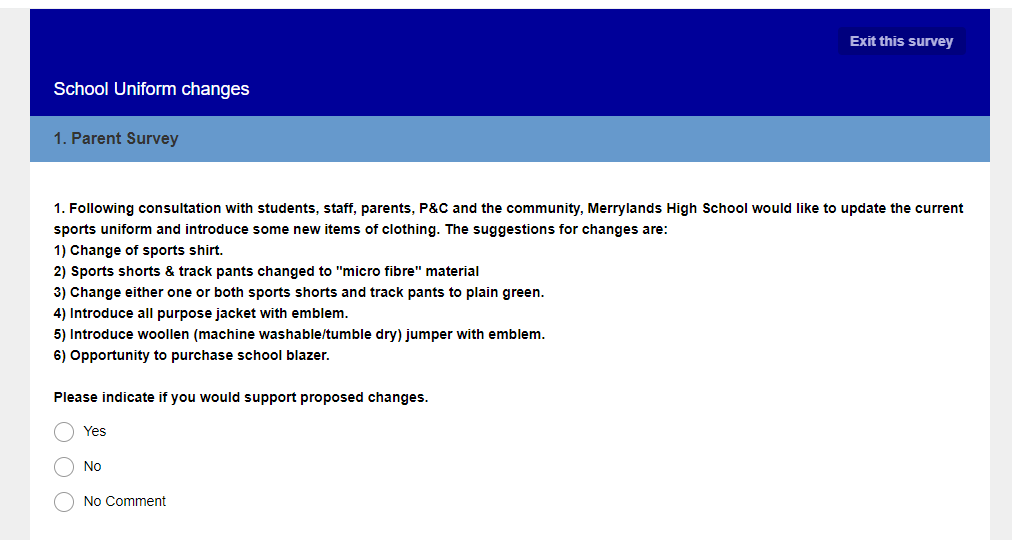 Exit this survey
School Uniform changes
1. Parent Survey
1. Following consultation with students, staff, parents, P&C and the community, Merrylands High School would like to update the current
sports uniform and introduce some new items of clothing. The suggestions for changes are:
1) Change of sports shirt.
2) Sports shorts & track pants changed to "micro fibre" material
3) Change either one or both sports shorts and track pants to plain green.
4) Introduce all purpose jacket with emblem.
5) Introduce woollen (machine washable/tumble dry) jumper with emblem.
6) Opportunity to purchase school blazer.
Please indicate if you would support proposed changes.
Yes
No
No Comment